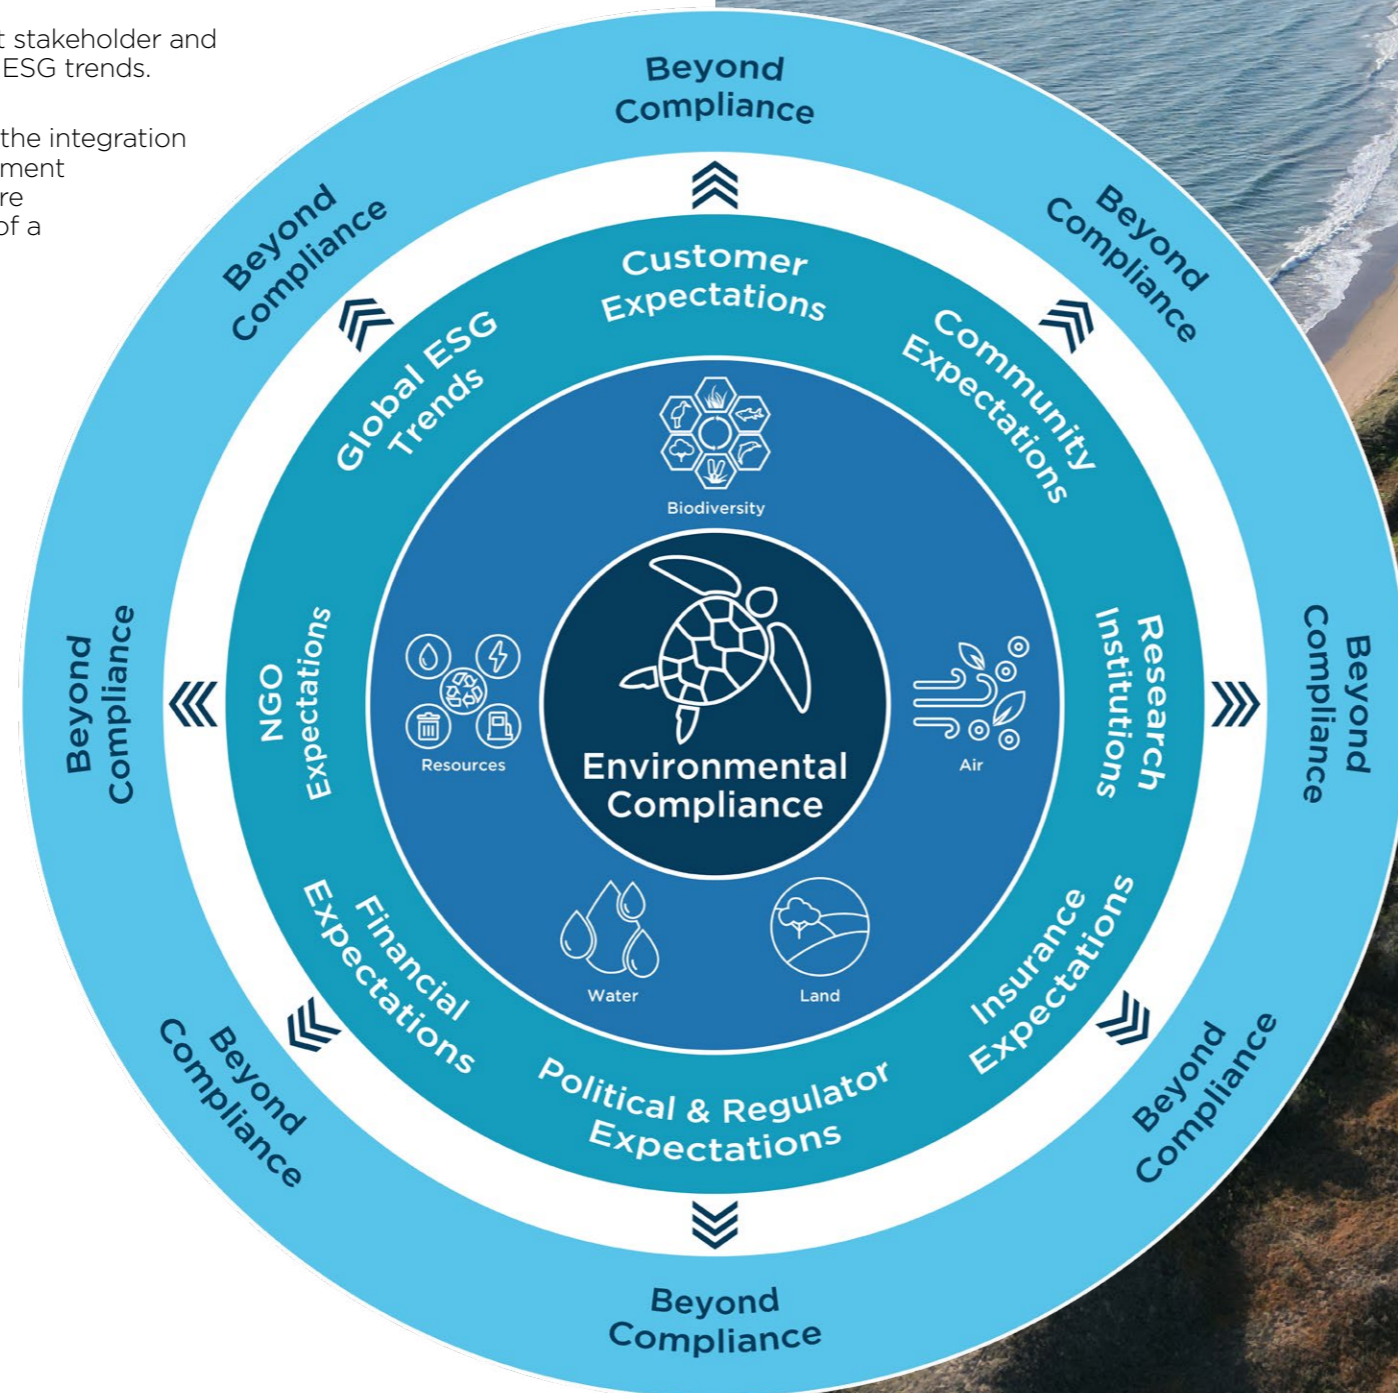 t stakeholder and
ESG trends.
the integration
ment
re
of a
Beyond
Compliance
Beyond
Compliance
Beyond
Compliance
Customer
Expectations
Global ESG
Trends
Community
Expectations
Biodiversity
NGO
Expectations
Research
Institutions
Beyond
Compliance
Beyond
Compliance
Resources
Environmental
Compliance
Air
Financial
Expectations
Insurance
Expectations
Water
Land
Political & Regulator
Expectations
Beyond
Compliance
Beyond
Compliance
Beyond
Compliance